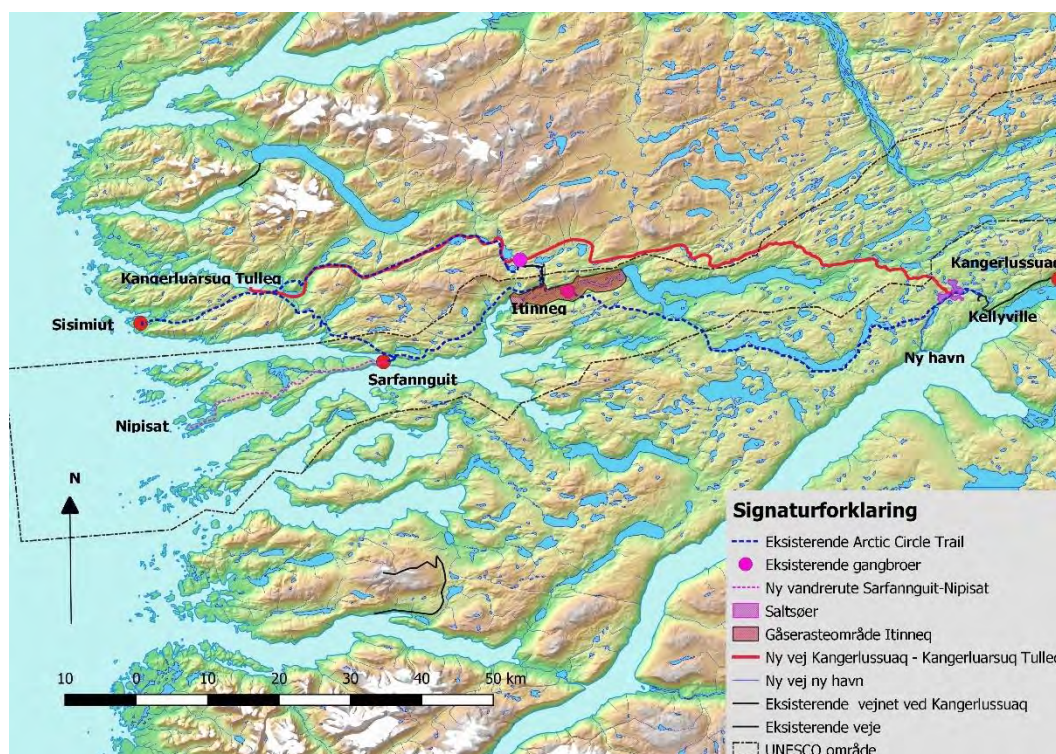 Kangerluarsuq Tulleq
Kangerlussuaq
Itinneq
Kellyville
Sisimiut
Ny havn
Sarfannguit
Nipisat
N
10 0 10 20 30 40 50 km
Signaturforklaring
Eksisterende Arctic Circle Trail
Eksisterende gangbroer
Ny vandrerute Sarfannguit-Nipisat
Saltsøer
Gåserasteområde Itinneq
Ny vej Kangerlussuaq - Kangerluarsuq Tulleq
Ny vej ny havn
Eksisterende vejnet ved Kangerlussuaq
Eksisterende veje
UNESCO område